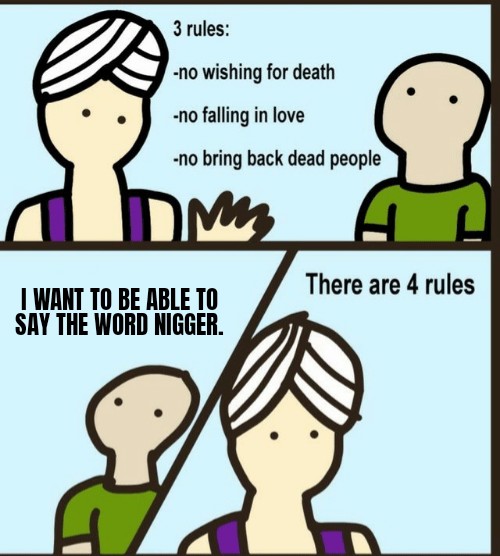 3 rules:
-no wishing for death
-no falling in love
-no bring back dead people
I WANT TO BE ABLE TO
SAY THE WORD NIGGER.
There are 4 rules